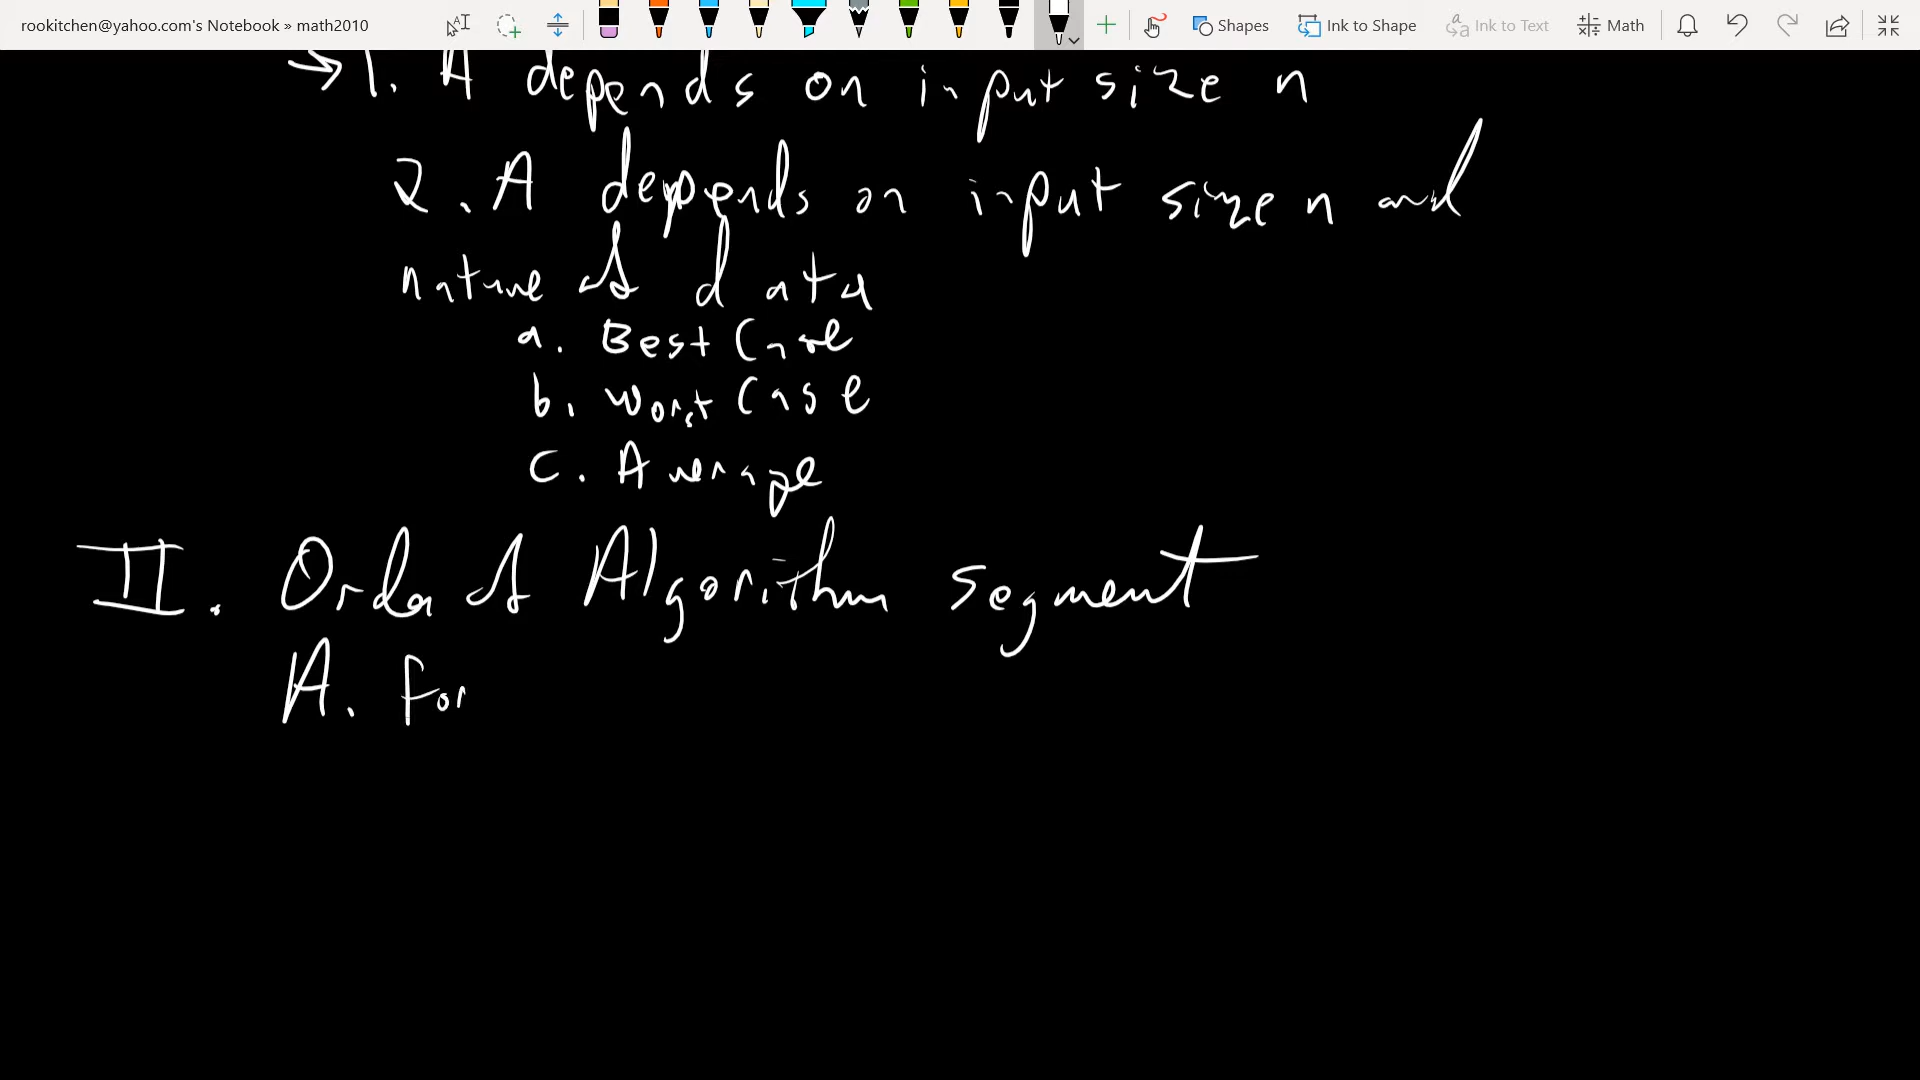 rookitchen@yahoo.com's Notebook » math2010 Shapes Ink to Shape Ink to Text Math
→ 1. A depends on input size n
2. A depends on input size n and
nature of data
a. Best Case
b. Worst Case
c. Average
II. Order of Algorithm segment
A. For